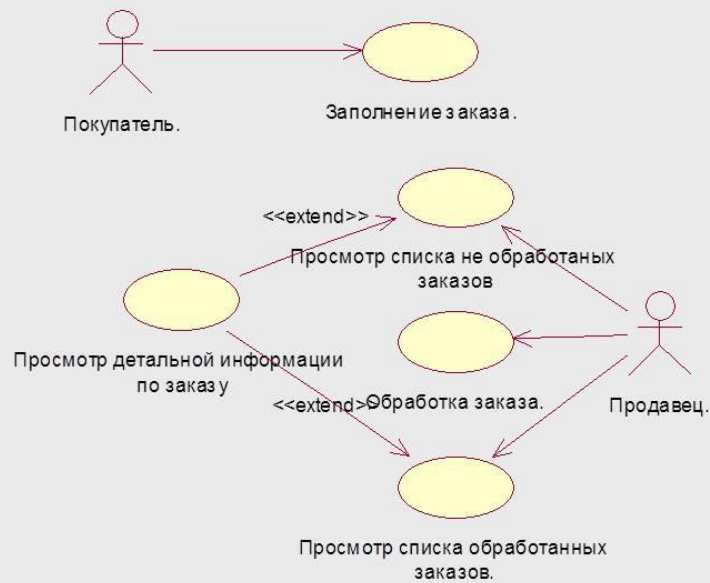 Покупатель.
Заполнение заказа.
<<extend>>
Просмотр списка не обработаных
заказов
Просмотр детальной информации
по заказу
<<extend>>
Обработка заказа.
Продавец.
Просмотр списка обработанных
заказов.